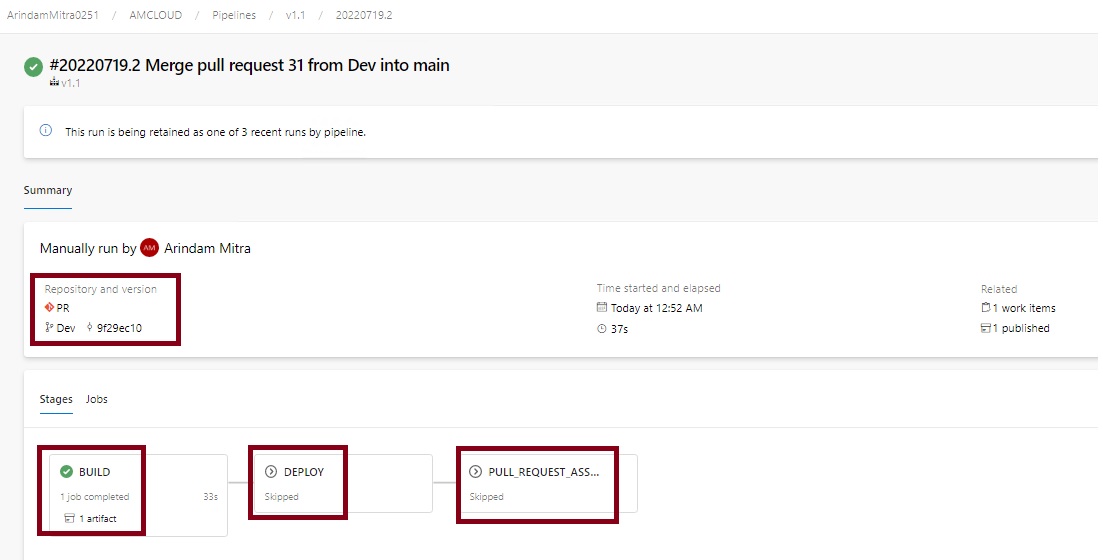 ArindamMitra0251 / AMCLOUD / Pipelines / v1.1 / 20220719.2
#20220719.2 Merge pull request 31 from Dev into main
v1.1
This run is being retained as one of 3 recent runs by pipeline.
Summary
Manually run by AM Arindam Mitra
Repository and version
PR
Dev 9f29ec10
Time started and elapsed
Today at 12:52 AM
37s
Related
1 work items
1 published
Stages Jobs
BUILD
1 job completed 33s
1 artifact
DEPLOY
Skipped
PULL_REQUEST_ASS...
Skipped